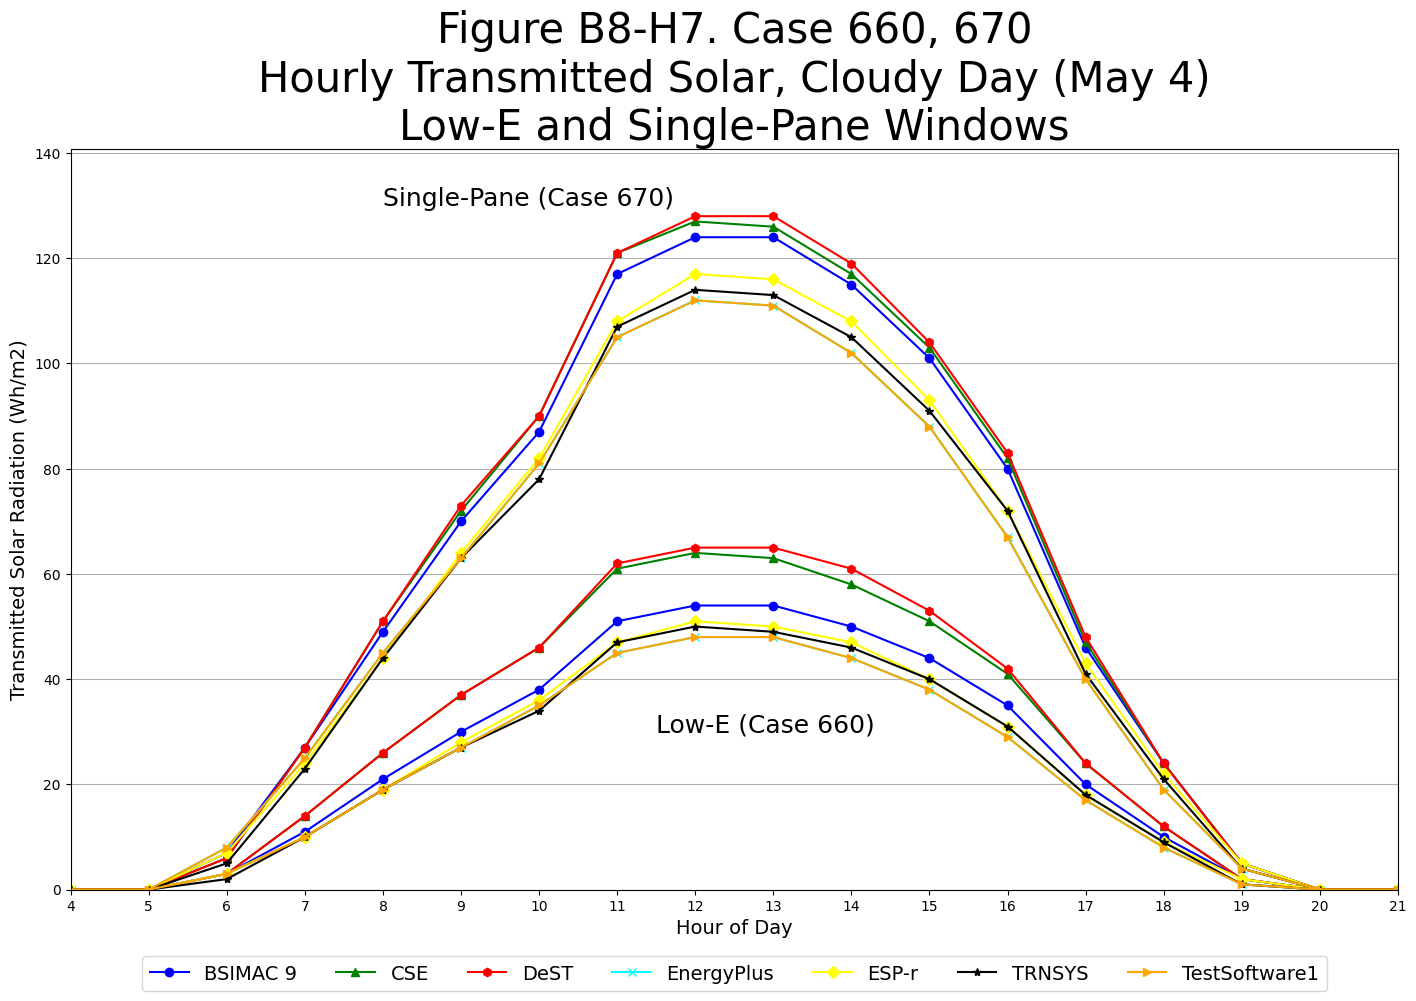 Figure B8-H7. Case 660, 670
Hourly Transmitted Solar, Cloudy Day (May 4)
Low-E and Single-Pane Windows
140
120
100
80
60
40
20
0
Transmitted Solar Radiation (Wh/m2)
Single-Pane (Case 670)
Low-E (Case 660)
4 5 6 7 8 9 10 11 12 13 14 15 16 17 18 19 20 21
Hour of Day
BSIMAC 9 CSE DeST EnergyPlus ESP-r TRNSYS TestSoftware1